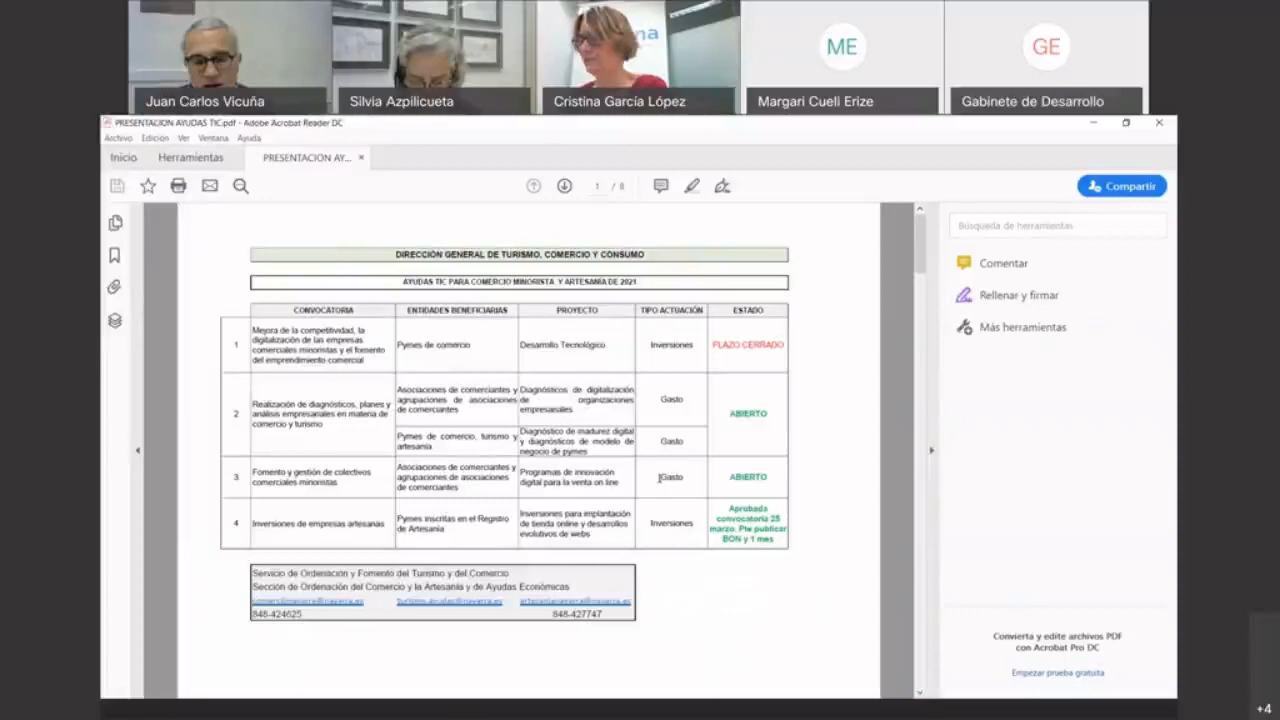 na
Juan Carlos Vicuña
Silvia Azpilicueta
Cristina García López
ME
Margari Cueli Erize
GE
Gabinete de Desarrollo
PRESENTACION AYUDAS TIC.pdf - Adobe Acrobat Reader DC
Archivo Edición Ver Ventana Ayuda
Inicio Herramientas PRESENTACION AY... ×
1 / 8
Compartir
Búsqueda de herramientas
Comentar
Rellenar y firmar
Más herramientas
DIRECCIÓN GENERAL DE TURISMO, COMERCIO Y CONSUMO
AYUDAS TIC PARA COMERCIO MINORISTA Y ARTESANÍA DE 2021
CONVOCATORIA ENTIDADES BENEFICIARIAS PROYECTO TIPO ACTUACIÓN ESTADO
1
Mejora de la competitividad, la
digitalización de las empresas
comerciales minoristas y el fomento
del emprendimiento comercial
Pymes de comercio
Desarrollo Tecnológico
Inversiones
PLAZO CERRADO
2
Realización de diagnósticos, planes y
análisis empresariales en materia de
comercio y turismo
Asociaciones de comerciantes y
agrupaciones de asociaciones
de comerciantes
Diagnósticos de digitalización
de organizaciones
empresariales
Gasto
ABIERTO
Pymes de comercio, turismo y
artesanía
Diagnóstico de madurez digital
y diagnósticos de modelo de
negocio de pymes
Gasto
3
Fomento y gestión de colectivos
comerciales minoristas
Asociaciones de comerciantes y
agrupaciones de asociaciones
de comerciantes
Programas de innovación
digital para la venta on line
Gasto
ABIERTO
4
Inversiones de empresas artesanas
Pymes inscritas en el Registro
de Artesanía
Inversiones para implantación
de tienda online y desarrollos
evolutivos de webs
Inversiones
Aprobada
convocatoria 25
marzo. Pte publicar
BON y 1 mes
Servicio de Ordenación y Fomento del Turismo y del Comercio
Sección de Ordenación del Comercio y la Artesanía y de Ayudas Económicas
848-424625 848-427747
Convierta y edite archivos PDF
con Acrobat Pro DC
Empezar prueba gratuita
+4